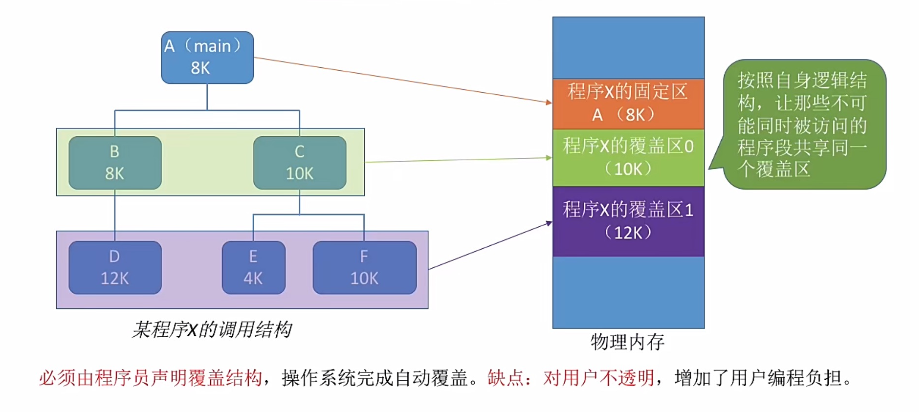 A（main）
8K
B
8K
C
10K
D
12K
E
4K
F
10K
某程序X的调用结构
程序X的固定区
A （8K）
程序X的覆盖区0
（10K）
程序X的覆盖区1
（12K）
物理内存
按照自身逻辑结
构，让那些不可
能同时被访问的
程序段共享同一
个覆盖区
必须由程序员声明覆盖结构，操作系统完成自动覆盖。缺点：对用户不透明，增加了用户编程负担。